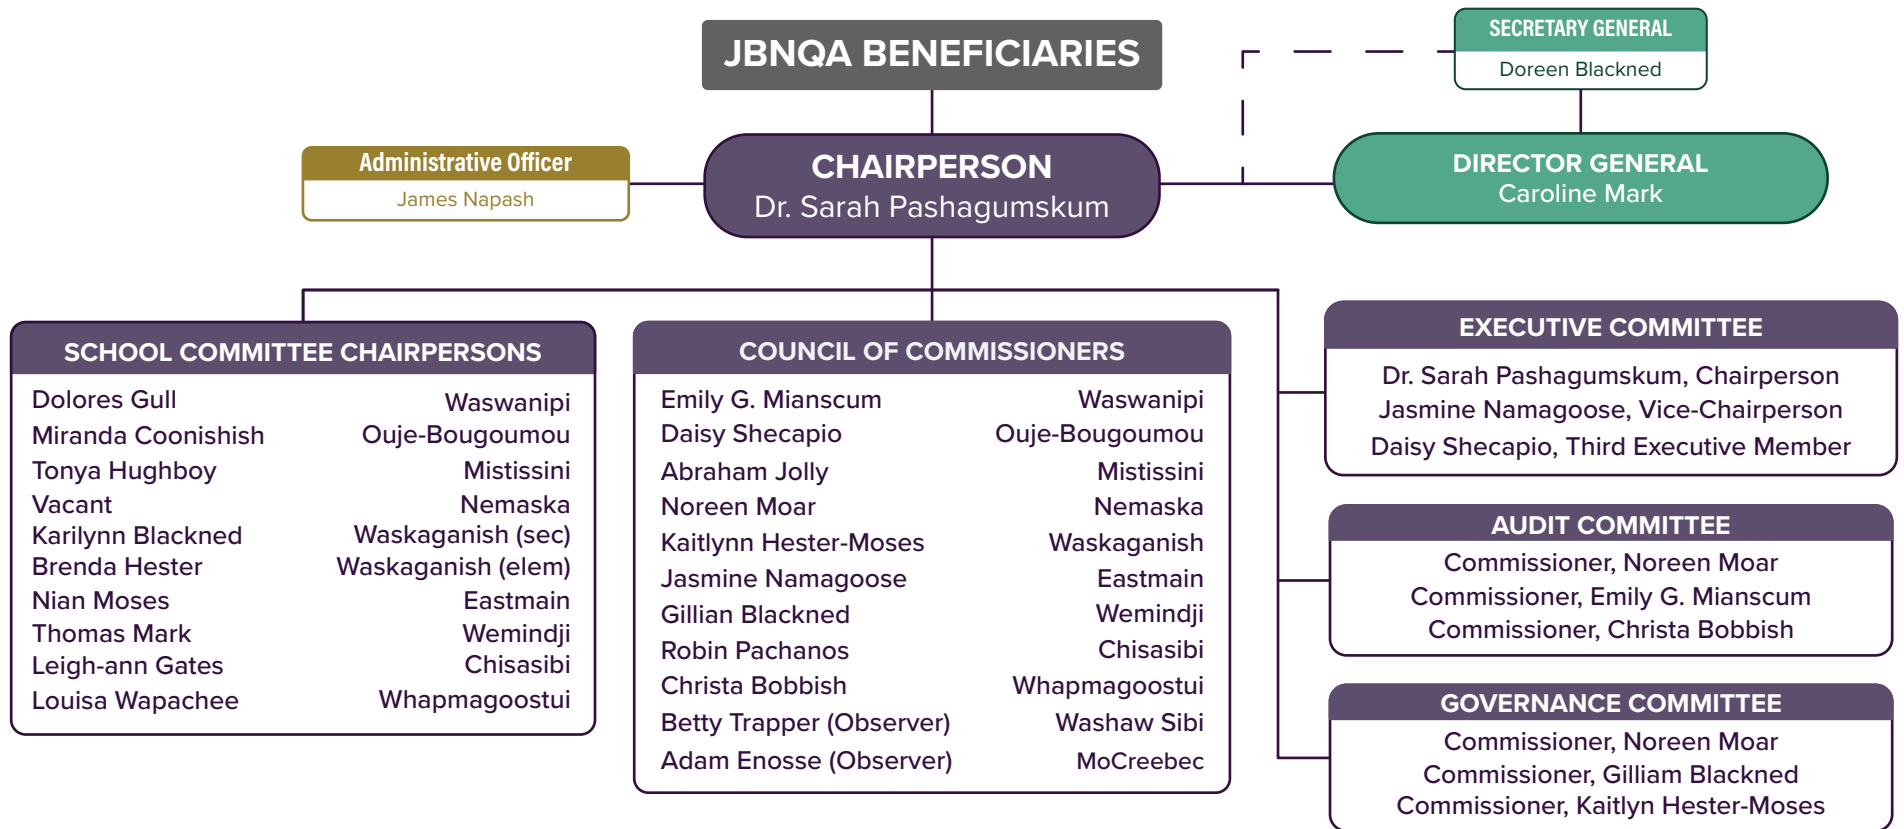 JBNQA BENEFICIARIES
SECRETARY GENERAL
Doreen Blackned
Administrative Officer
James Napash
CHAIRPERSON
Dr. Sarah Pashagumskum
DIRECTOR GENERAL
Caroline Mark
SCHOOL COMMITTEE CHAIRPERSONS
Dolores Gull Waswanipi
Miranda Coonishish Ouje-Bougoumou
Tonya Hughboy Mistissini
Vacant Nemaska
Karilynn Blackned Waskaganish (sec)
Brenda Hester Waskaganish (elem)
Nian Moses Eastmain
Thomas Mark Wemindji
Leigh-ann Gates Chisasibi
Louisa Wapachee Whapmagoostui
COUNCIL OF COMMISSIONERS
Emily G. Mianscum Waswanipi
Daisy Shecapio Ouje-Bougoumou
Abraham Jolly Mistissini
Noreen Moar Nemaska
Kaitlynn Hester-Moses Waskaganish
Jasmine Namagoose Eastmain
Gillian Blackned Wemindji
Robin Pachanos Chisasibi
Christa Bobbish Whapmagoostui
Betty Trapper (Observer) Washaw Sibi
Adam Enosse (Observer) MoCreebec
EXECUTIVE COMMITTEE
Dr. Sarah Pashagumskum, Chairperson
Jasmine Namagoose, Vice-Chairperson
Daisy Shecapio, Third Executive Member
AUDIT COMMITTEE
Commissioner, Noreen Moar
Commissioner, Emily G. Mianscum
Commissioner, Christa Bobbish
GOVERNANCE COMMITTEE
Commissioner, Noreen Moar
Commissioner, Gilliam Blackned
Commissioner, Kaitlyn Hester-Moses